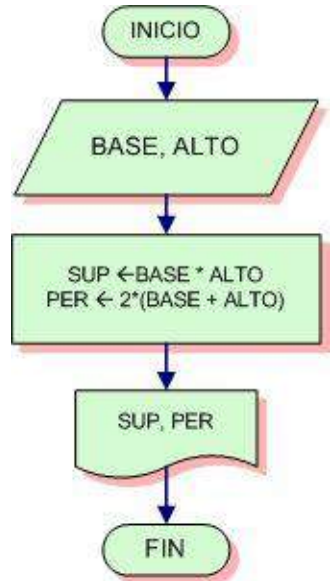 INICIO
BASE, ALTO
SUP ←BASE * ALTO
PER ← 2*(BASE + ALTO)
SUP, PER
FIN